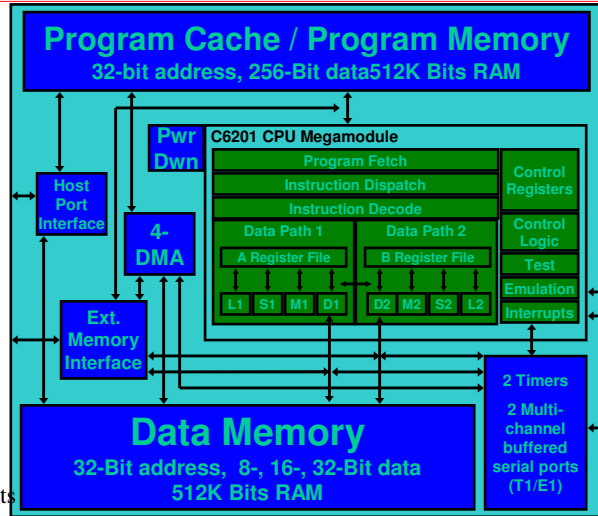 Program Cache / Program Memory
32-bit address, 256-Bit data512K Bits RAM
Pwr
Dwn
C6201 CPU Megamodule
Program Fetch
Instruction Dispatch
Instruction Decode
Control
Registers
Host
Port
Interface
4-
DMA
Data Path 1
Data Path 2
A Register File
B Register File
L1 S1 M1 D1
D2 M2 S2 L2
Control
Logic
Test
Emulation
Interrupts
Ext.
Memory
Interface
2 Timers
2 Multi-
channel
buffered
serial ports
(T1/E1)
Data Memory
32-Bit address, 8-, 16-, 32-Bit data
512K Bits RAM
ts